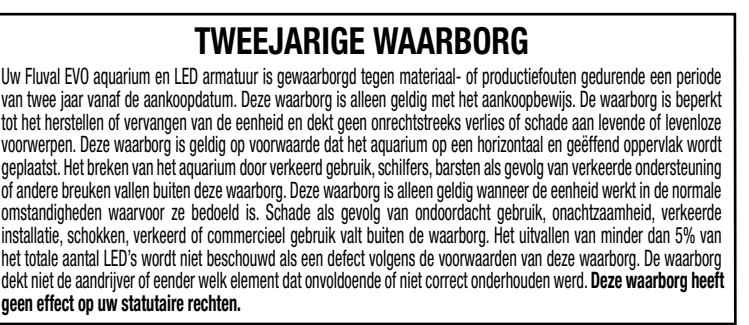 TWEEJARIGE WAARBORG
Uw Fluval EVO aquarium en LED armatuur is gewaarborgd tegen materiaal- of productiefouten gedurende een periode
van twee jaar vanaf de aankoopdatum. Deze waarborg is alleen geldig met het aankoopbewijs. De waarborg is beperkt
tot het herstellen of vervangen van de eenheid en dekt geen onrechtstreeks verlies of schade aan levende of levenloze
voorwerpen. Deze waarborg is geldig op voorwaarde dat het aquarium op een horizontaal en geëffend oppervlak wordt
geplaatst. Het breken van het aquarium door verkeerd gebruik, schilfers, barsten als gevolg van verkeerde ondersteuning
of andere breuken vallen buiten deze waarborg. Deze waarborg is alleen geldig wanneer de eenheid werkt in de normale
omstandigheden waarvoor ze bedoeld is. Schade als gevolg van ondoordacht gebruik, onachtzaamheid, verkeerde
installatie, schokken, verkeerd of commercieel gebruik valt buiten de waarborg. Het uitvallen van minder dan 5% van
het totale aantal LED's wordt niet beschouwd als een defect volgens de voorwaarden van deze waarborg. De waarborg
dekt niet de aandrijver of eender welk element dat onvoldoende of niet correct onderhouden werd. Deze waarborg heeft
geen effect op uw statutaire rechten.